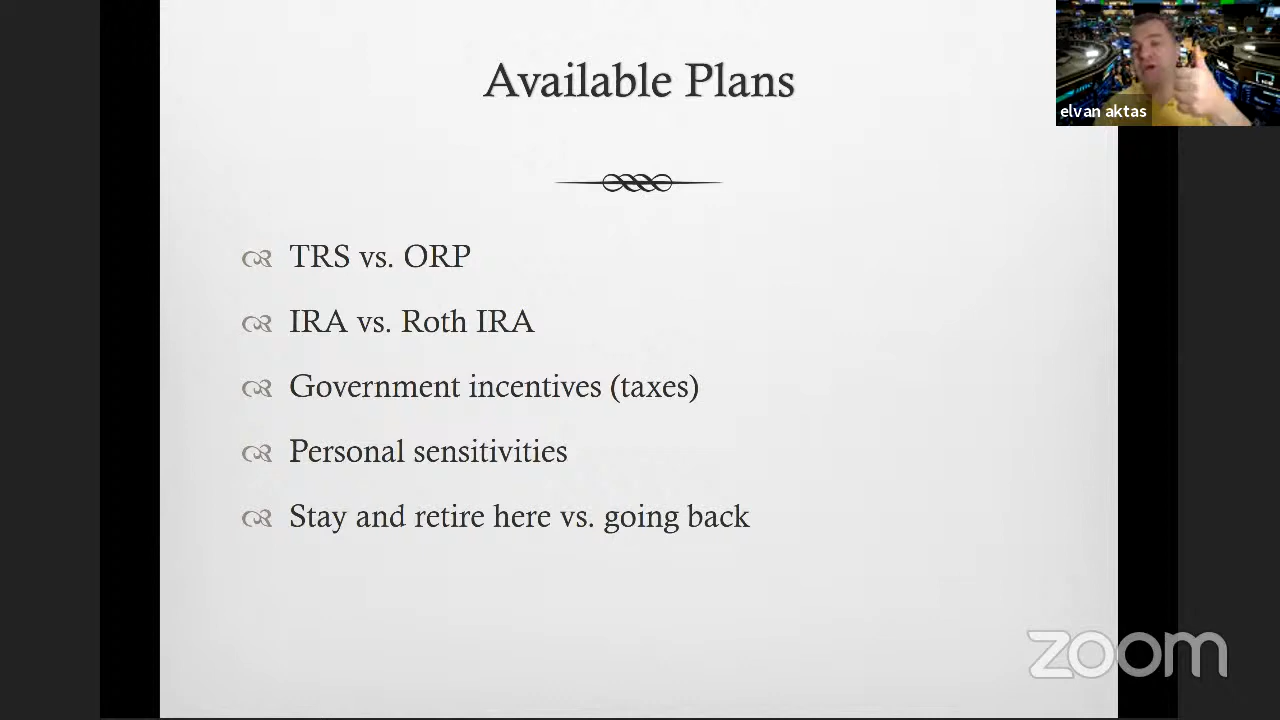 Available Plans
elvan aktas
TRS vs. ORP
IRA vs. Roth IRA
Government incentives (taxes)
Personal sensitivities
Stay and retire here vs. going back
zoom